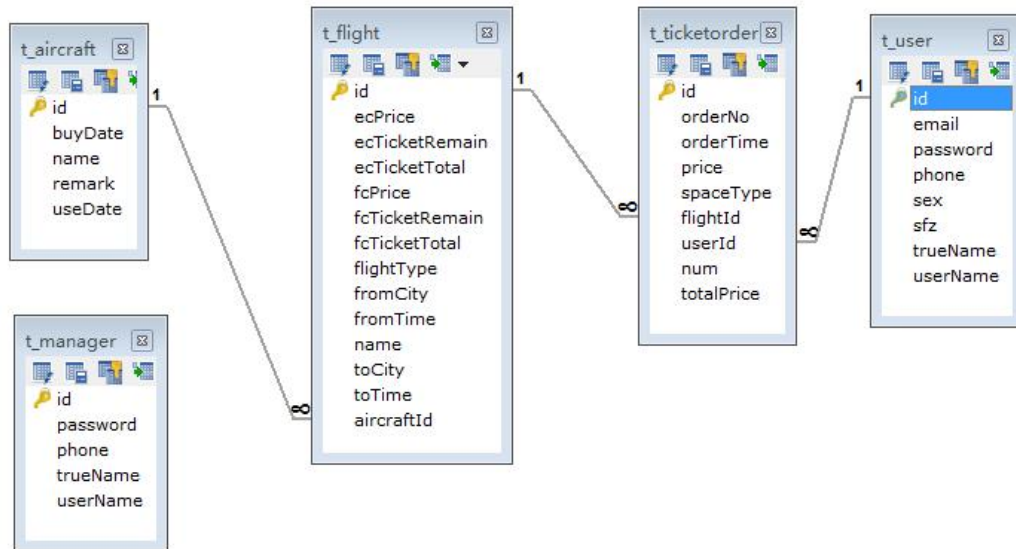 t_aircraft
id
buyDate
name
remark
useDate
t_manager
id
password
phone
trueName
userName
t_flight
id
ecPrice
ecTicketRemain
ecTicketTotal
fcPrice
fcTicketRemain
fcTicketTotal
flightType
fromCity
fromTime
name
toCity
toTime
aircraftId
t_ticketorder
id
orderNo
orderTime
price
spaceType
flightId
userId
num
totalPrice
t_user
id
email
password
phone
sex
sfz
trueName
userName
1
∞
1
∞
1
∞